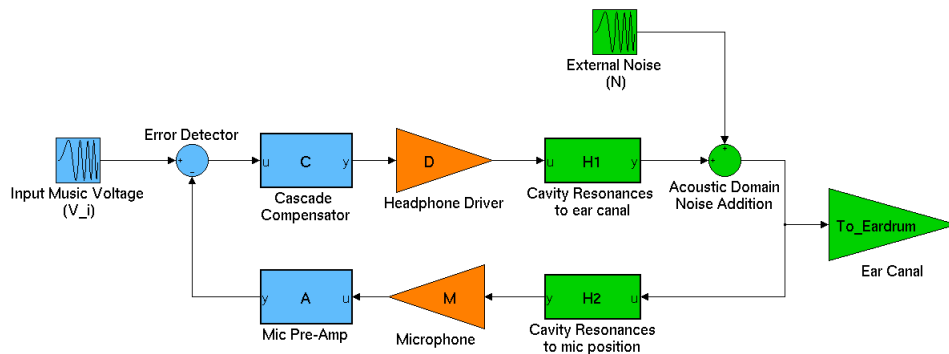 External Noise
(N)
Error Detector
+
-
u C y
D
u H1 y
+
+
Input Music Voltage
(V_i)
Cascade
Compensator
Headphone Driver
Cavity Resonances
to ear canal
Acoustic Domain
Noise Addition
To_Eardrum
Ear Canal
y A u
M
y H2 u
Mic Pre-Amp
Microphone
Cavity Resonances
to mic position